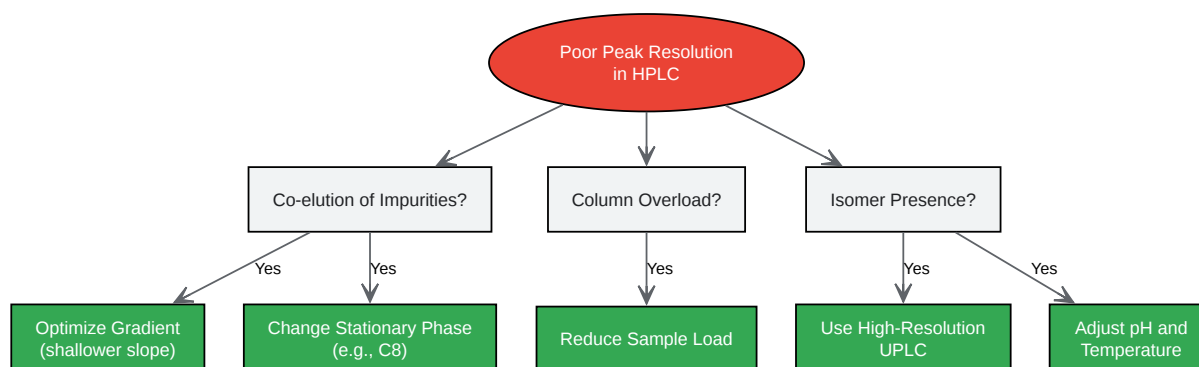 Poor Peak Resolution
in HPLC
Co-elution of Impurities?
Column Overload?
Isomer Presence?
Yes
Yes
Yes
Yes
Yes
Optimize Gradient
(shallower slope)
Change Stationary Phase
(e.g., C8)
Reduce Sample Load
Use High-Resolution
UPLC
Adjust pH and
Temperature